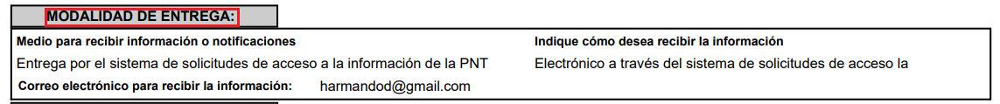 MODALIDAD DE ENTREGA:
Medio para recibir información o notificaciones
Indique cómo desea recibir la información
Entrega por el sistema de solicitudes de acceso a la información de la PNT
Electrónico a través del sistema de solicitudes de acceso la
Correo electrónico para recibir la información: harmandod@gmail.com